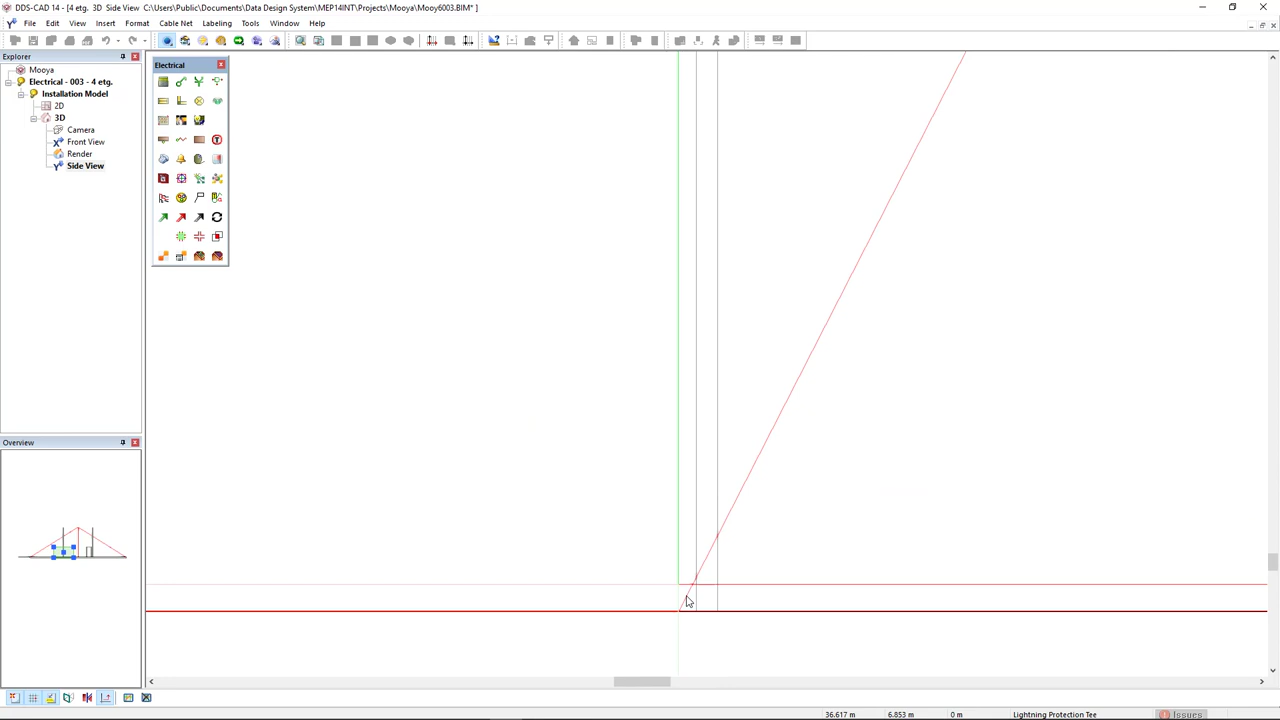 DDS-CAD 14 - [4 etg.  3D  Side View C:\Users\Public\Documents\Data Design System\MEP14INT\Projects\Mooya\Mooy6003.BIM* ]
File Edit View Insert Format Cable Net Labeling Tools Window Help
Explorer
Mooya
Electrical - 003 - 4 etg.
Installation Model
2D
3D
Camera
Front View
Render
Side View
Electrical
Overview
36.617 m 6.853 m 0 m Lightning Protection Tee Issues